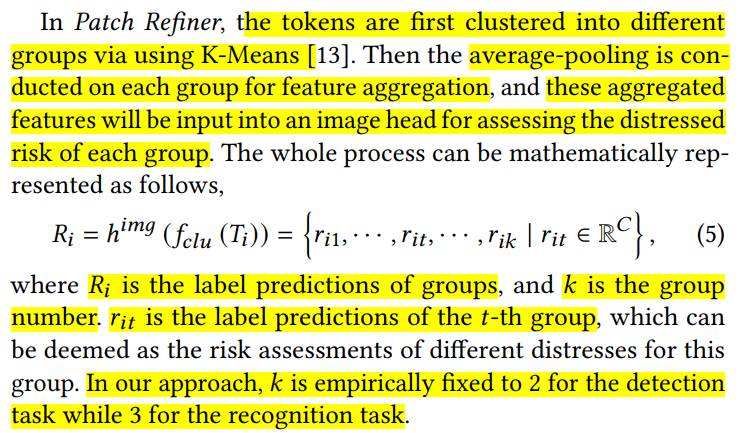 In Patch Refiner, the tokens are first clustered into different
groups via using K-Means [13]. Then the average-pooling is con-
ducted on each group for feature aggregation, and these aggregated
features will be input into an image head for assessing the distressed
risk of each group. The whole process can be mathematically rep-
resented as follows,
R_i = h^{img} (f_{clu} (T_i)) = {r_{i1}, ⋯ , r_{it}, ⋯ , r_{ik} | r_{it} ∈ ℝ^C}, (5)
where R_i is the label predictions of groups, and k is the group
number. r_{it} is the label predictions of the t-th group, which can
be deemed as the risk assessments of different distresses for this
group. In our approach, k is empirically fixed to 2 for the detection
task while 3 for the recognition task.